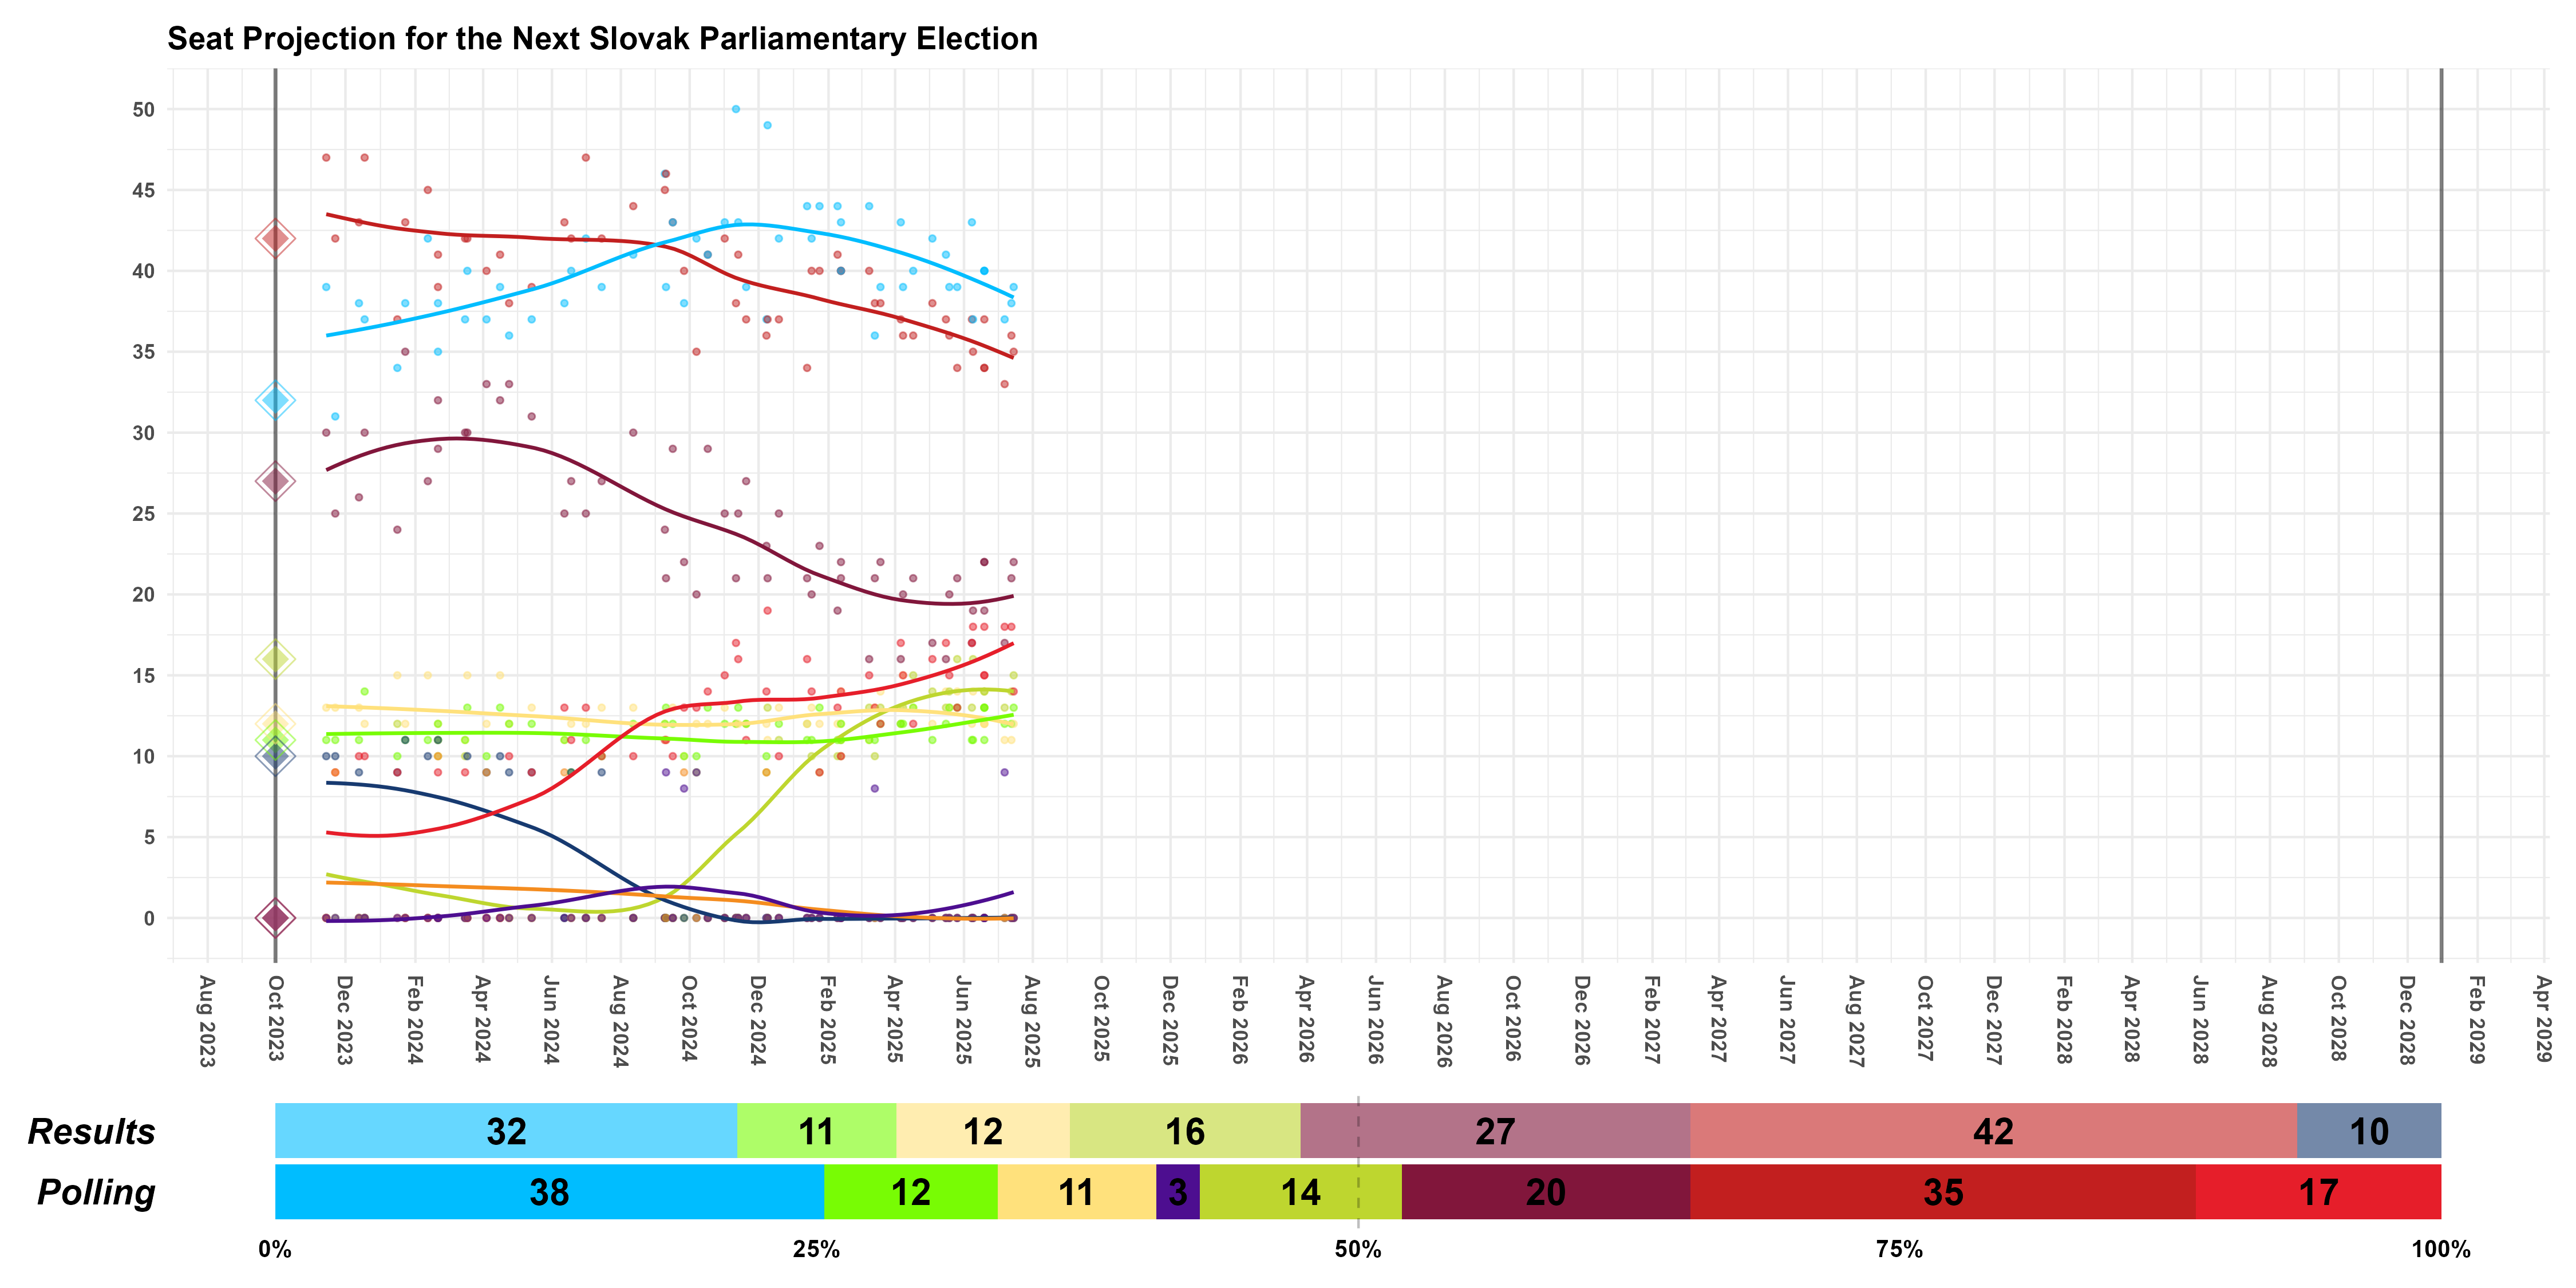 Seat Projection for the Next Slovak Parliamentary Election
50
45
40
35
30
25
20
15
10
5
0
Aug 2023
Oct 2023
Dec 2023
Feb 2024
Apr 2024
Jun 2024
Aug 2024
Oct 2024
Dec 2024
Feb 2025
Apr 2025
Jun 2025
Aug 2025
Oct 2025
Dec 2025
Feb 2026
Apr 2026
Jun 2026
Aug 2026
Oct 2026
Dec 2026
Feb 2027
Apr 2027
Jun 2027
Aug 2027
Oct 2027
Dec 2027
Feb 2028
Apr 2028
Jun 2028
Aug 2028
Oct 2028
Dec 2028
Feb 2029
Apr 2029
Results 32 11 12 16 27 42 10
Polling 38 12 11 3 14 20 35 17
0% 25% 50% 75% 100%